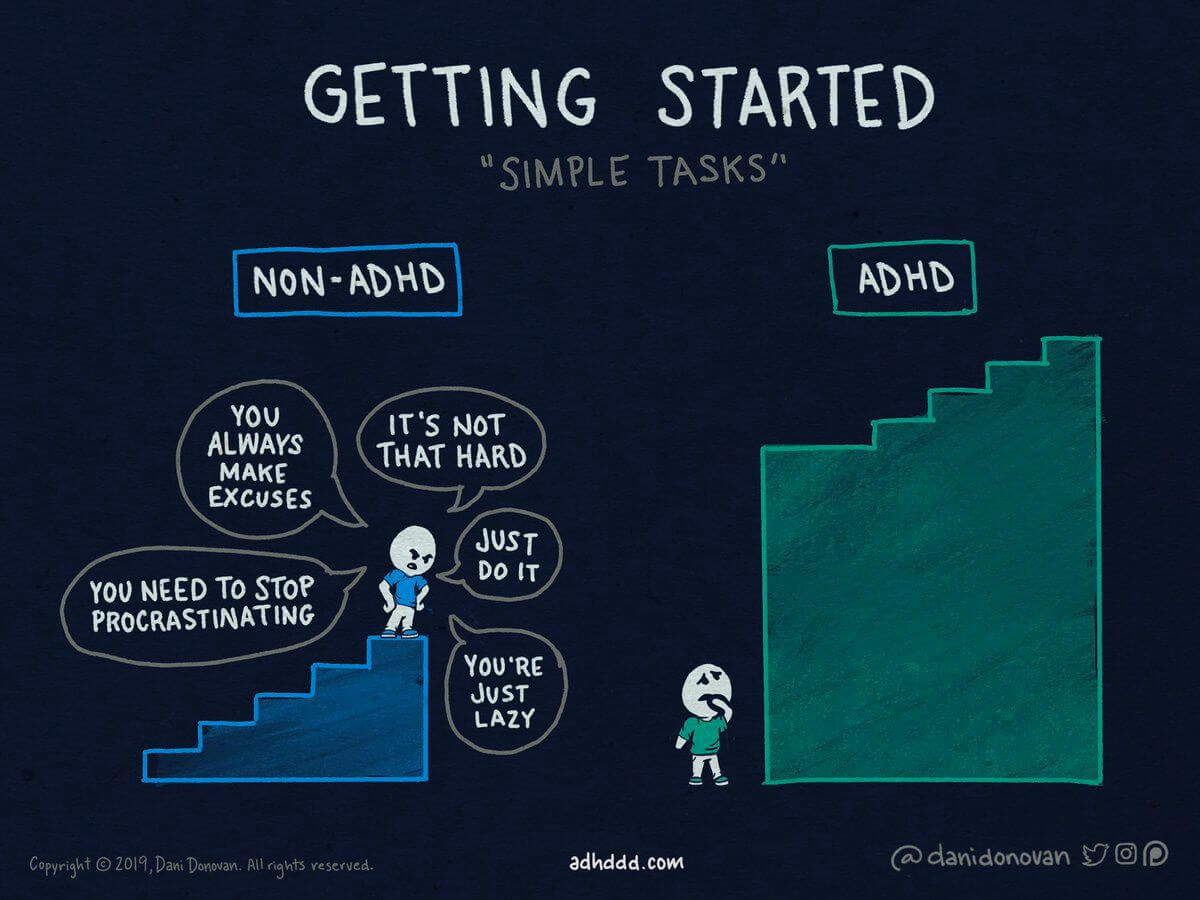 GETTING STARTED
"SIMPLE TASKS"
NON-ADHD
YOU
ALWAYS
MAKE
EXCUSES
IT'S NOT
THAT HARD
JUST
DO IT
YOU NEED TO STOP
PROCRASTINATING
YOU'RE
JUST
LAZY
ADHD
Copyright © 2019, Dani Donovan. All rights reserved.
adhddd.com
@danidonovan